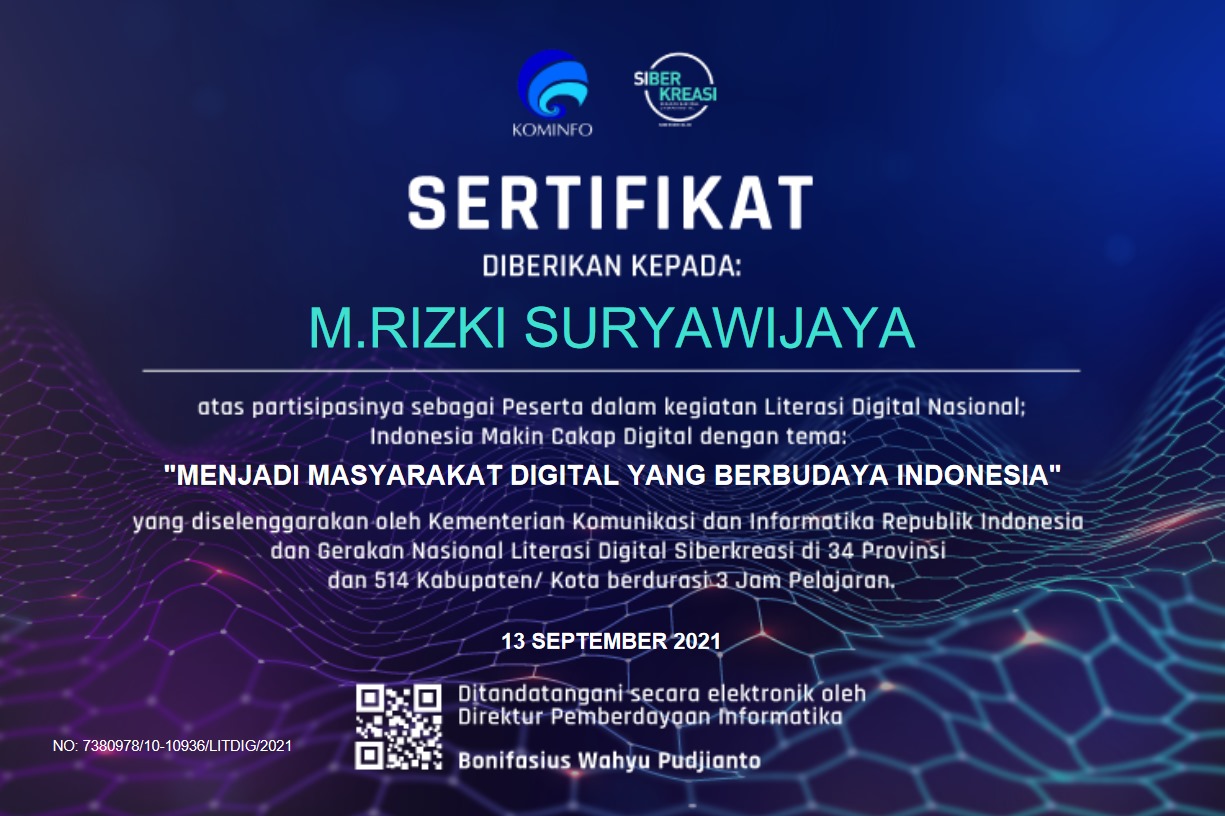 KOMINFO
SIBER
KREASI
SERTIFIKAT
DIBERIKAN KEPADA:
M.RIZKI SURYAWIJAYA
atas partisipasinya sebagai Peserta dalam kegiatan Literasi Digital Nasional;
Indonesia Makin Cakap Digital dengan tema:
"MENJADI MASYARAKAT DIGITAL YANG BERBUDAYA INDONESIA"
yang diselenggarakan oleh Kementerian Komunikasi dan Informatika Republik Indonesia
dan Gerakan Nasional Literasi Digital Siberkreasi di 34 Provinsi
dan 514 Kabupaten/ Kota berdurasi 3 Jam Pelajaran.
13 SEPTEMBER 2021
Ditandatangani secara elektronik oleh
Direktur Pemberdayaan Informatika
NO: 7380978/10-10936/LITDIG/2021
Bonifasius Wahyu Pudjianto